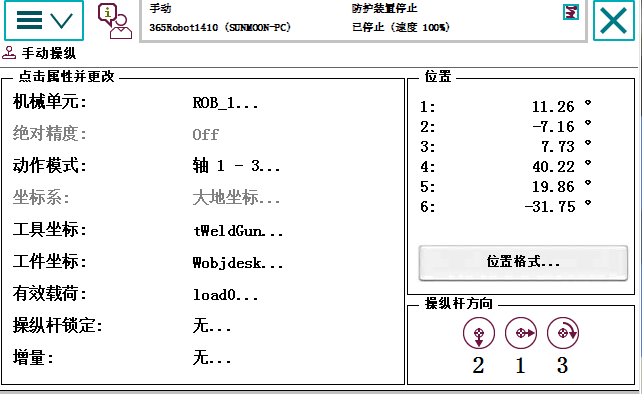 手动
防护装置停止
365Robot1410 (SUNMOON-PC)
已停止 (速度 100%)
手动操纵
点击属性并更改
机械单元: ROB_1...
绝对精度: Off
动作模式: 轴 1 - 3...
坐标系: 大地坐标...
工具坐标: tWeldGun...
工件坐标: Wobjdesk...
有效载荷: load0...
操纵杆锁定: 无...
增量: 无...
位置
1: 11.26 °
2: -7.16 °
3: 7.73 °
4: 40.22 °
5: 19.86 °
6: -31.75 °
位置格式...
操纵杆方向
2 1 3